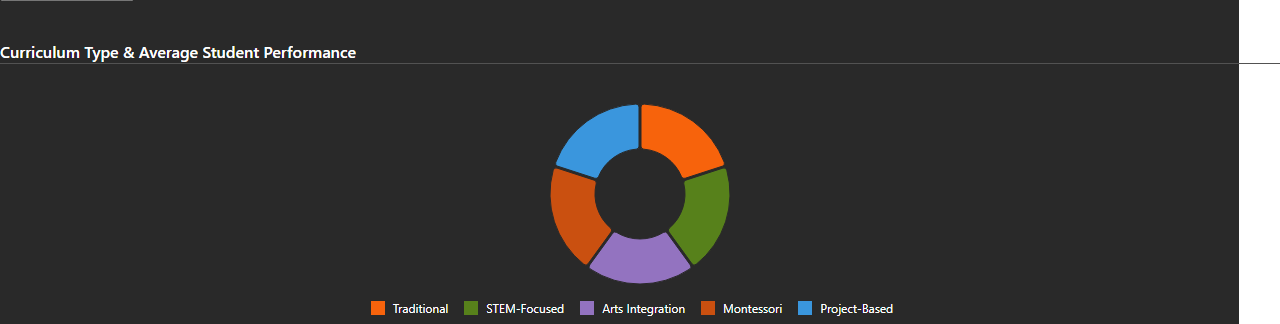 Curriculum Type & Average Student Performance
Traditional STEM-Focused Arts Integration Montessori Project-Based